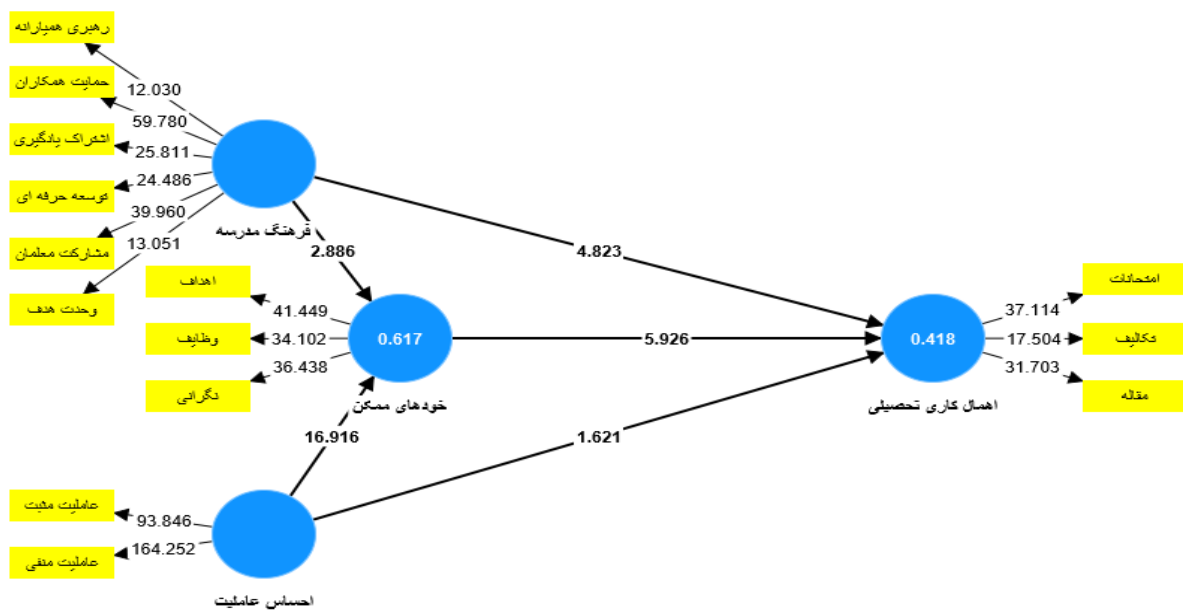 رهبری همیارانه
حمایت همکاران
اشتراک یادگیری
توسعه حرفه ای
مشارکت معلمان
وحدت هدف
12.030
59.780
25.811
24.486
39.960
13.051
فرهنگ مدرسه
2.886
4.823
اهداف
وظایف
نگرانی
41.449
34.102
36.438
0.617
خودهای ممکن
5.926
0.418
اهمال کاری تحصیلی
37.114
17.504
31.703
امتحانات
تکالیف
مقاله
16.916
1.621
عاملیت مثبت
عاملیت منفی
93.846
164.252
احساس عاملیت